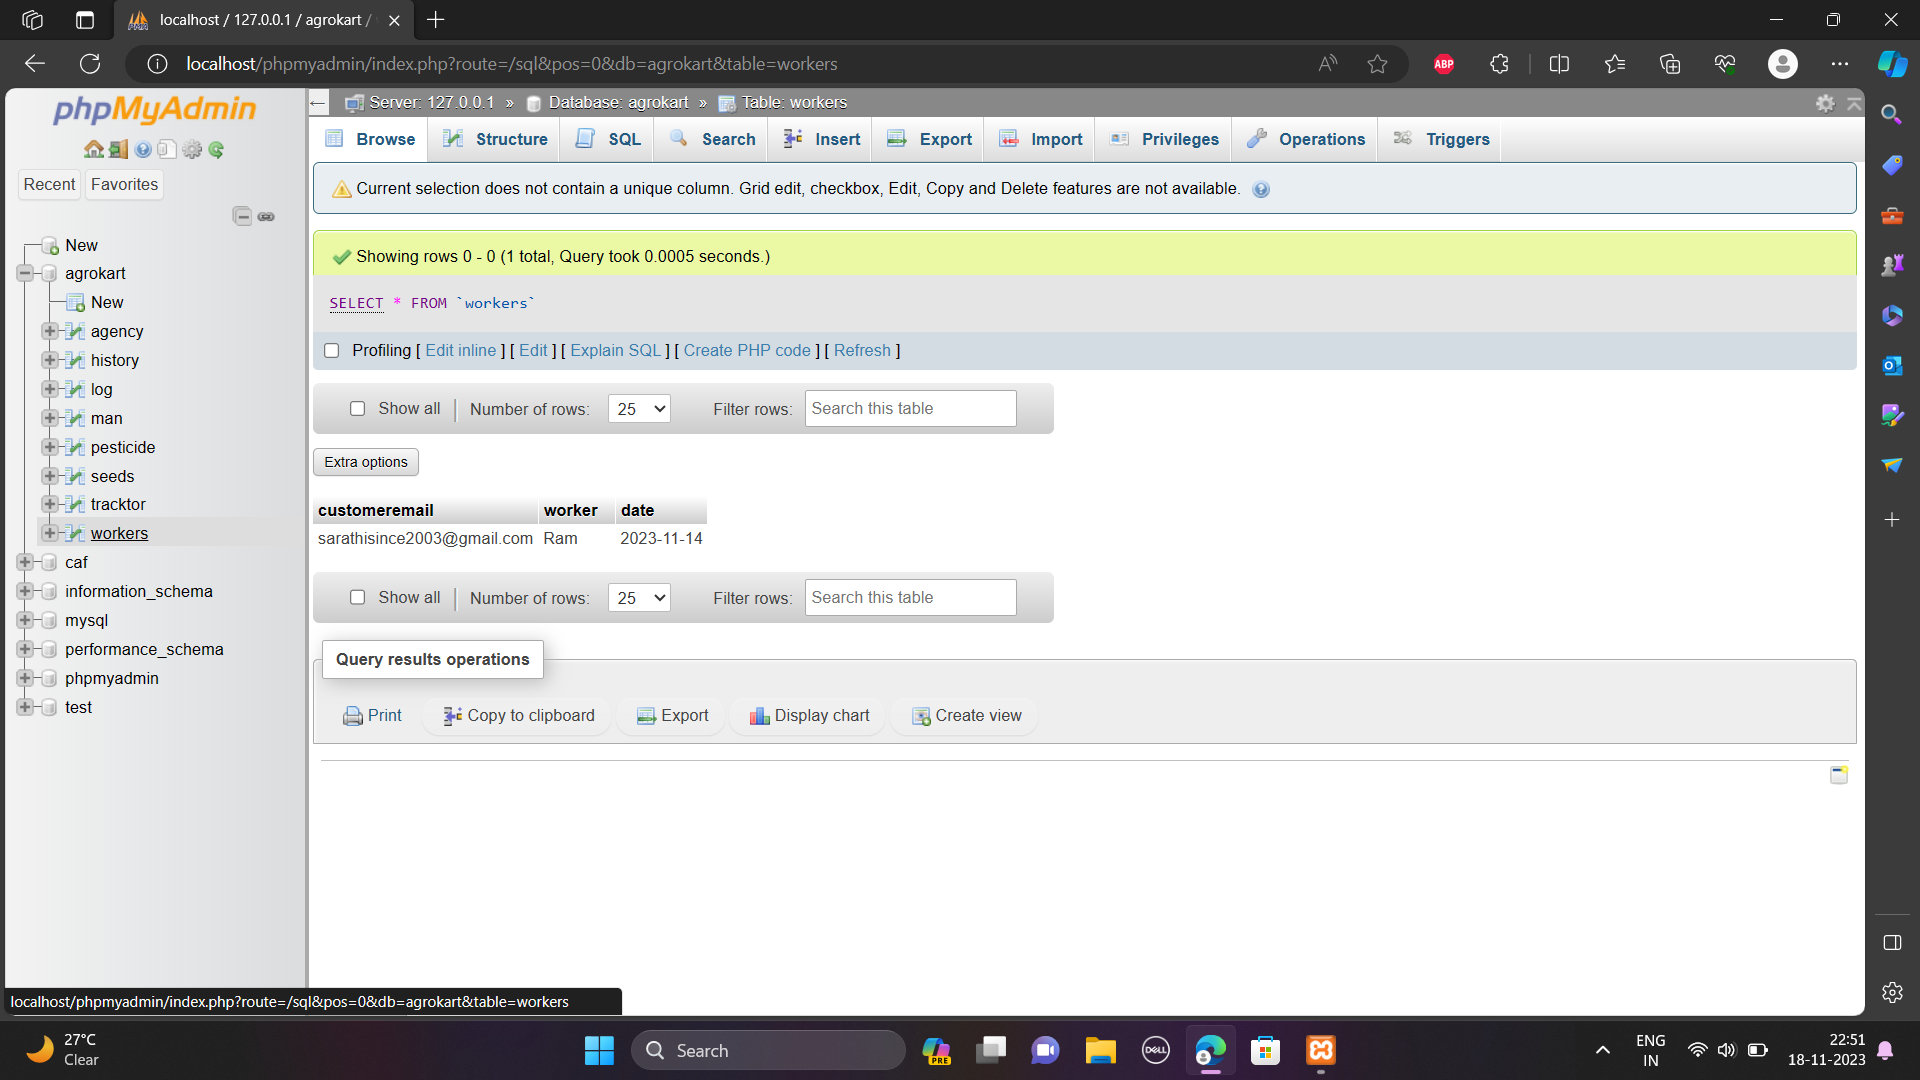 localhost / 127.0.0.1 / agrokart /
localhost/phpmyadmin/index.php?route=/sql&pos=0&db=agrokart&table=workers
ABP
phpMyAdmin
Recent Favorites
New
agrokart
New
agency
history
log
man
pesticide
seeds
tracktor
workers
caf
information_schema
mysql
performance_schema
phpmyadmin
test
Server: 127.0.0.1 » Database: agrokart » Table: workers
Browse Structure SQL Search Insert Export Import Privileges Operations Triggers
Current selection does not contain a unique column. Grid edit, checkbox, Edit, Copy and Delete features are not available.
Showing rows 0 - 0 (1 total, Query took 0.0005 seconds.)
SELECT * FROM `workers`
Profiling [ Edit inline ] [ Edit ] [ Explain SQL ] [ Create PHP code ] [ Refresh ]
Show all Number of rows: 25 Filter rows: Search this table
Extra options
customeremail worker date
sarathisince2003@gmail.com Ram 2023-11-14
Show all Number of rows: 25 Filter rows: Search this table
Query results operations
Print Copy to clipboard Export Display chart Create view
localhost/phpmyadmin/index.php?route=/sql&pos=0&db=agrokart&table=workers
27°C
Clear
Search
PRE
DELL
ENG
IN
22:51
18-11-2023